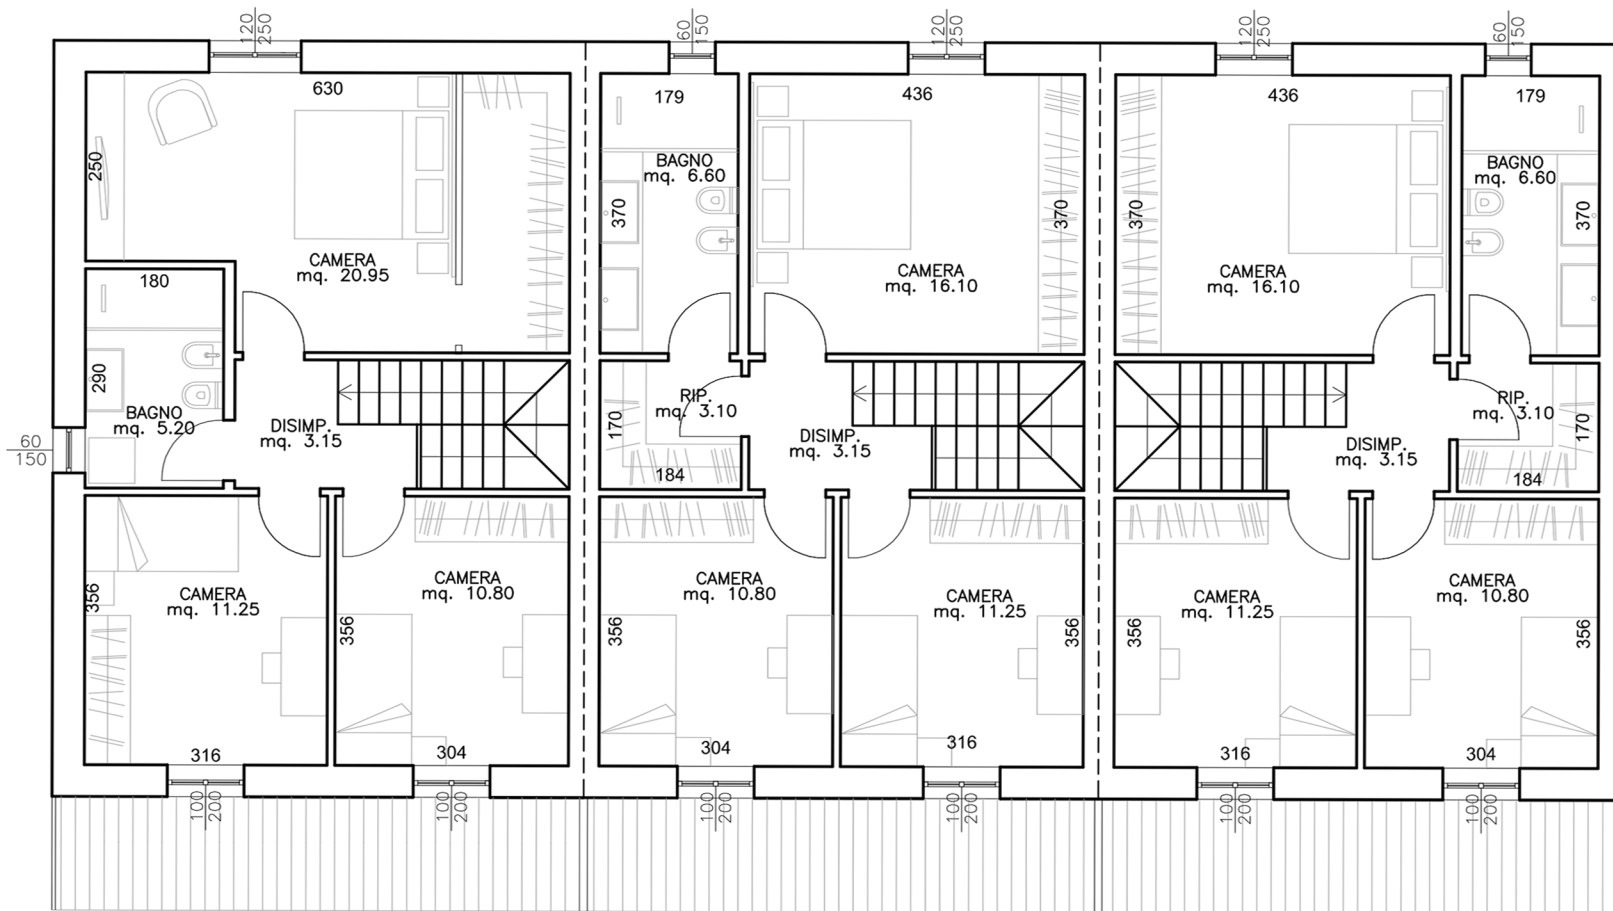 120
250
60
150
120
250
120
250
60
150
630
250
CAMERA
mq. 20.95
180
290
BAGNO
mq. 5.20
60
150
DISIMP.
mq. 3.15
CAMERA
mq. 11.25
356
316
CAMERA
mq. 10.80
356
304
100
200
100
200
179
BAGNO
mq. 6.60
370
436
370
CAMERA
mq. 16.10
RIP.
mq. 3.10
170
184
DISIMP.
mq. 3.15
CAMERA
mq. 10.80
356
304
CAMERA
mq. 11.25
356
316
100
200
100
200
436
370
CAMERA
mq. 16.10
179
BAGNO
mq. 6.60
370
RIP.
mq. 3.10
170
184
DISIMP.
mq. 3.15
CAMERA
mq. 11.25
356
316
CAMERA
mq. 10.80
356
304
100
200
100
200